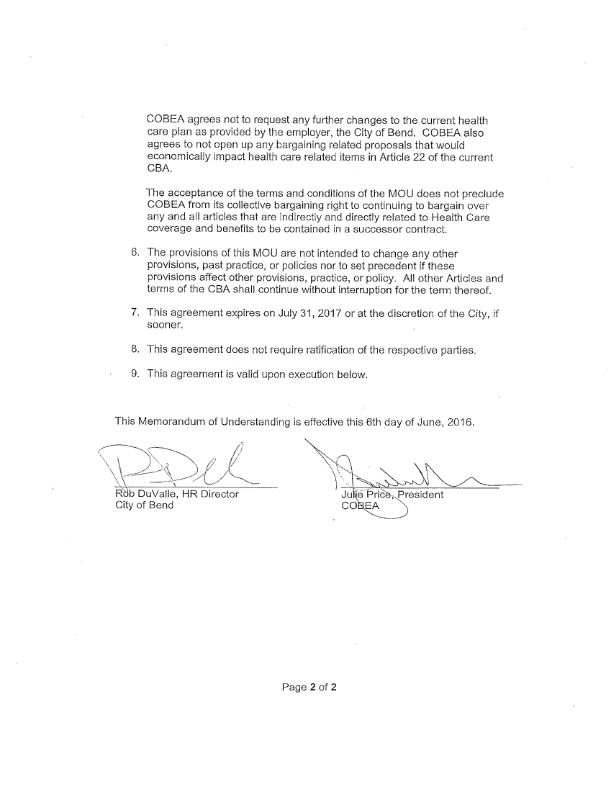 COBEA agrees not to request any further changes to the current health
care plan as provided by the employer, the City of Bend. COBEA also
agrees to not open up any bargaining related proposals that would
economically impact health care related items in Article 22 of the current
CBA.
The acceptance of the terms and conditions of the MOU does not preclude
COBEA from its collective bargaining right to continuing to bargain over
any and all articles that are indirectly and directly related to Health Care
coverage and benefits to be contained in a successor contract.
6. The provisions of this MOU are not intended to change any other
provisions, past practice, or policies nor to set precedent if these
provisions affect other provisions, practice, or policy. All other Articles and
terms of the CBA shall continue without interruption for the term thereof.
7. This agreement expires on July 31, 2017 or at the discretion of the City, if
sooner.
8. This agreement does not require ratification of the respective parties.
9. This agreement is valid upon execution below.
This Memorandum of Understanding is effective this 6th day of June, 2016.
Rob DuValle, HR Director
City of Bend
Julie Price, President
COBEA
Page 2 of 2